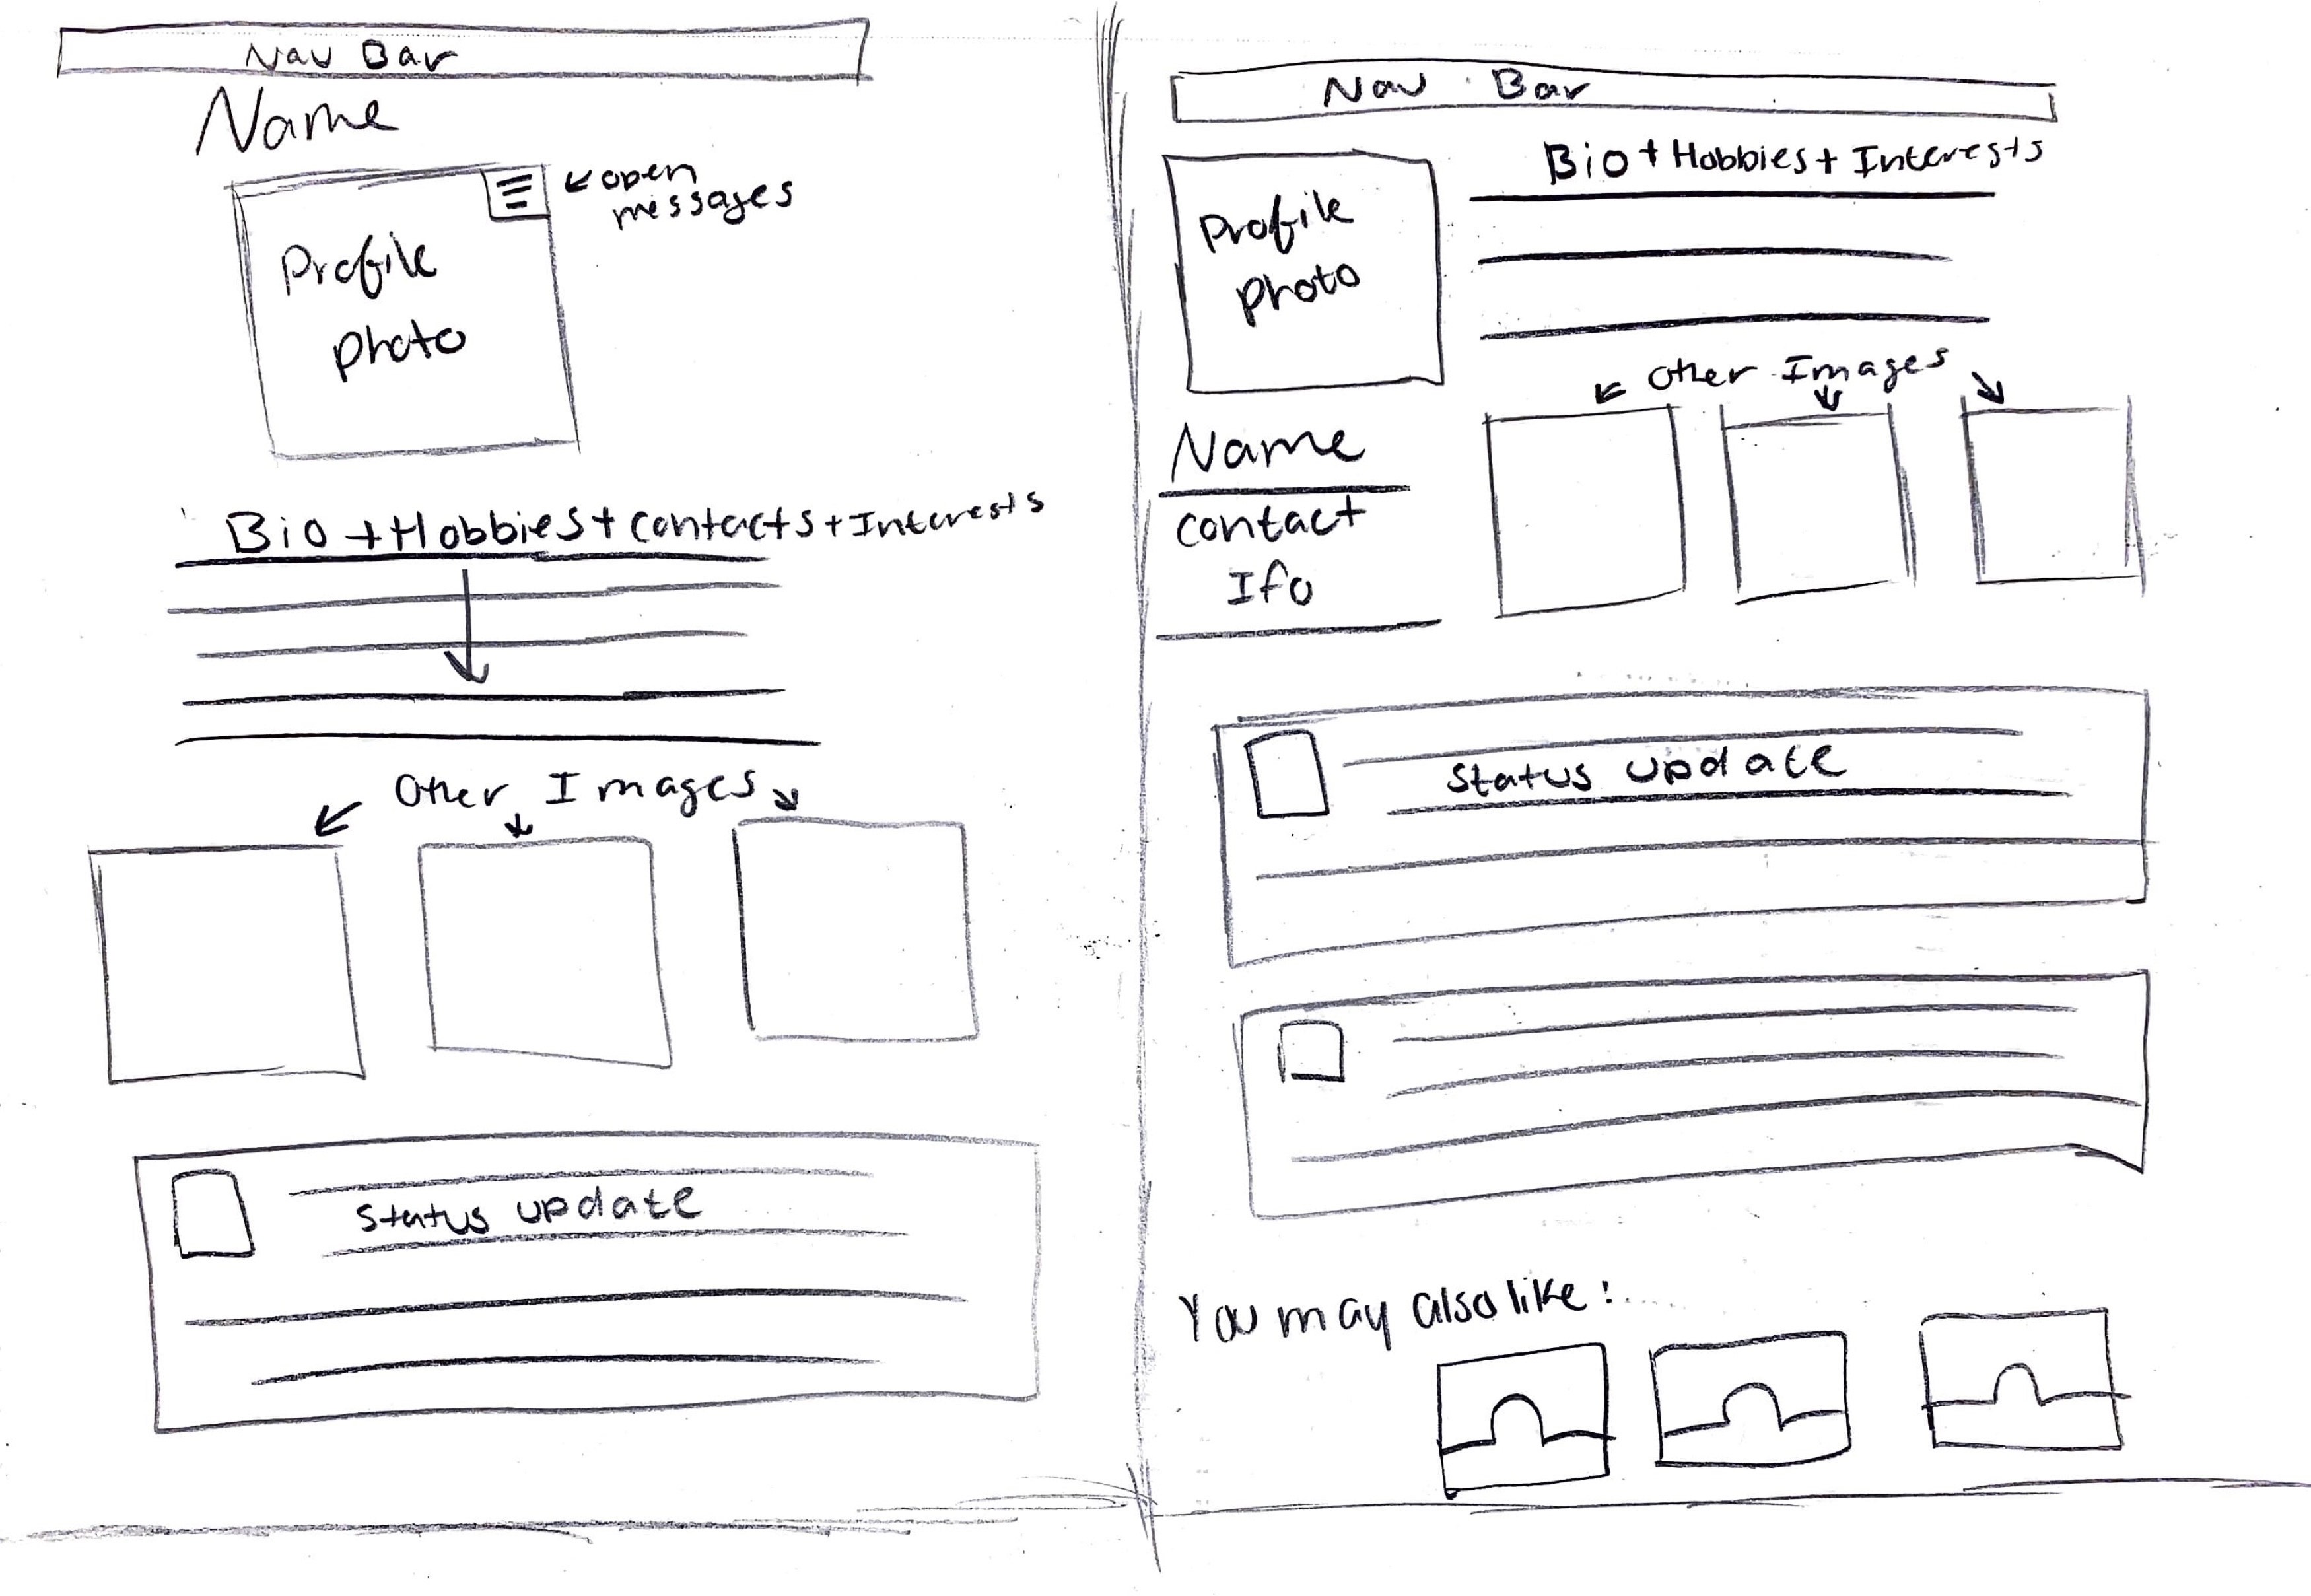 Nav Bar
Name
open
messages
Profile
photo
Bio + Hobbies + contacts + Interests
Other Images
Status update
Nav Bar
Bio + Hobbies + Interests
Profile
photo
Other Images
Name
contact
Ifo
Status update
You may also like: